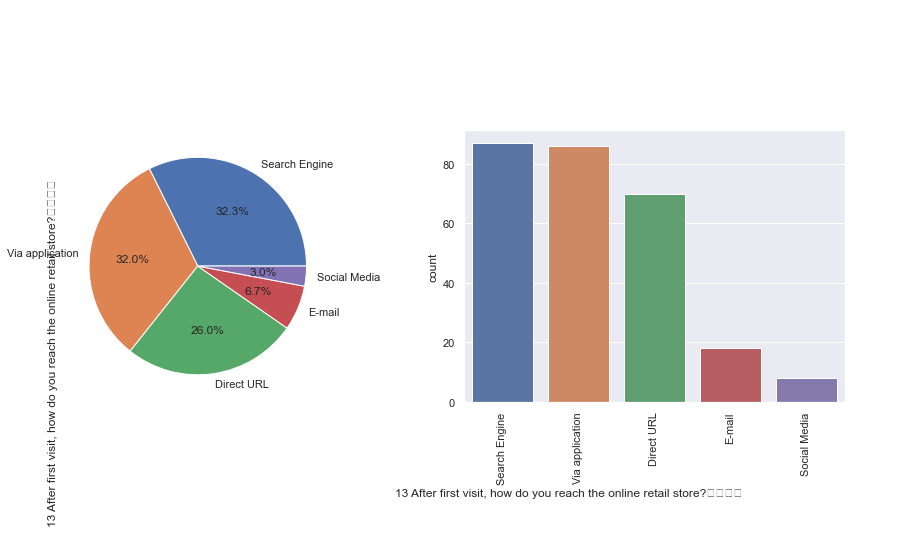 Search Engine
32.3%
Via application
32.0%
3.0%
Social Media
6.7%
E-mail
26.0%
Direct URL
13 After first visit, how do you reach the online retail store?□□□□
80
60
40
20
0
count
Search Engine
Via application
Direct URL
E-mail
Social Media
13 After first visit, how do you reach the online retail store?□□□□